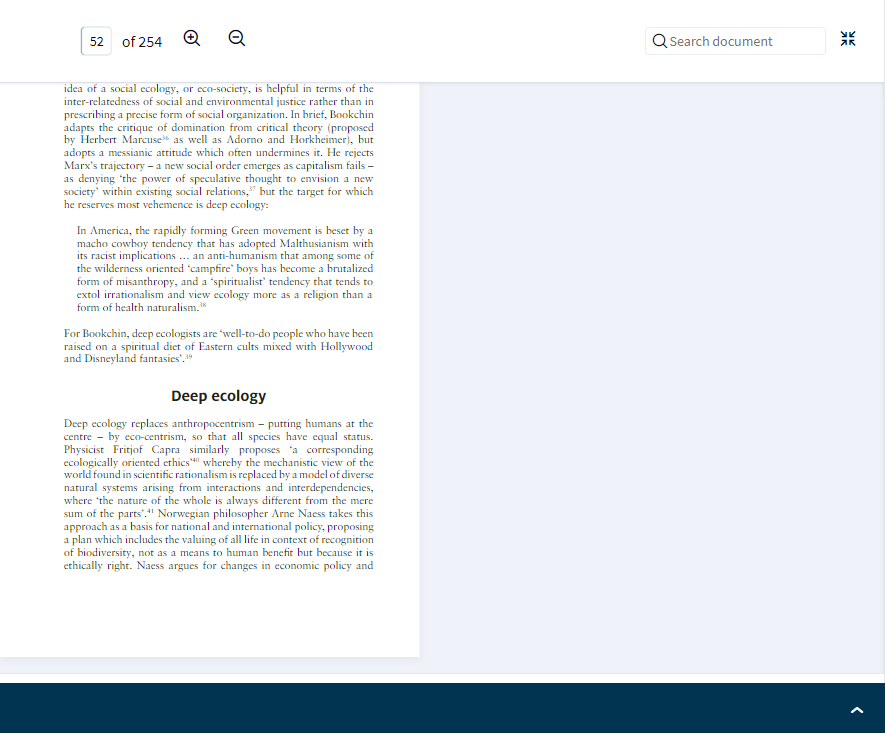 52 of 254 Search document
idea of a social ecology, or eco-society, is helpful in terms of the
inter-relatedness of social and environmental justice rather than in
prescribing a precise form of social organization. In brief, Bookchin
adapts the critique of domination from critical theory (proposed
by Herbert Marcuse³⁶ as well as Adorno and Horkheimer), but
adopts a messianic attitude which often undermines it. He rejects
Marx's trajectory – a new social order emerges as capitalism fails –
as denying 'the power of speculative thought to envision a new
society' within existing social relations,³⁷ but the target for which
he reserves most vehemence is deep ecology:
In America, the rapidly forming Green movement is beset by a
macho cowboy tendency that has adopted Malthusianism with
its racist implications … an anti-humanism that among some of
the wilderness oriented 'campfire' boys has become a brutalized
form of misanthropy, and a 'spiritualist' tendency that tends to
extol irrationalism and view ecology more as a religion than a
form of health naturalism.³⁸
For Bookchin, deep ecologists are 'well-to-do people who have been
raised on a spiritual diet of Eastern cults mixed with Hollywood
and Disneyland fantasies'.³⁹
Deep ecology
Deep ecology replaces anthropocentrism – putting humans at the
centre – by eco-centrism, so that all species have equal status.
Physicist Fritjof Capra similarly proposes 'a corresponding
ecologically oriented ethics'⁴⁰ whereby the mechanistic view of the
world found in scientific rationalism is replaced by a model of diverse
natural systems arising from interactions and interdependencies,
where 'the nature of the whole is always different from the mere
sum of the parts'.⁴¹ Norwegian philosopher Arne Naess takes this
approach as a basis for national and international policy, proposing
a plan which includes the valuing of all life in context of recognition
of biodiversity, not as a means to human benefit but because it is
ethically right. Naess argues for changes in economic policy and